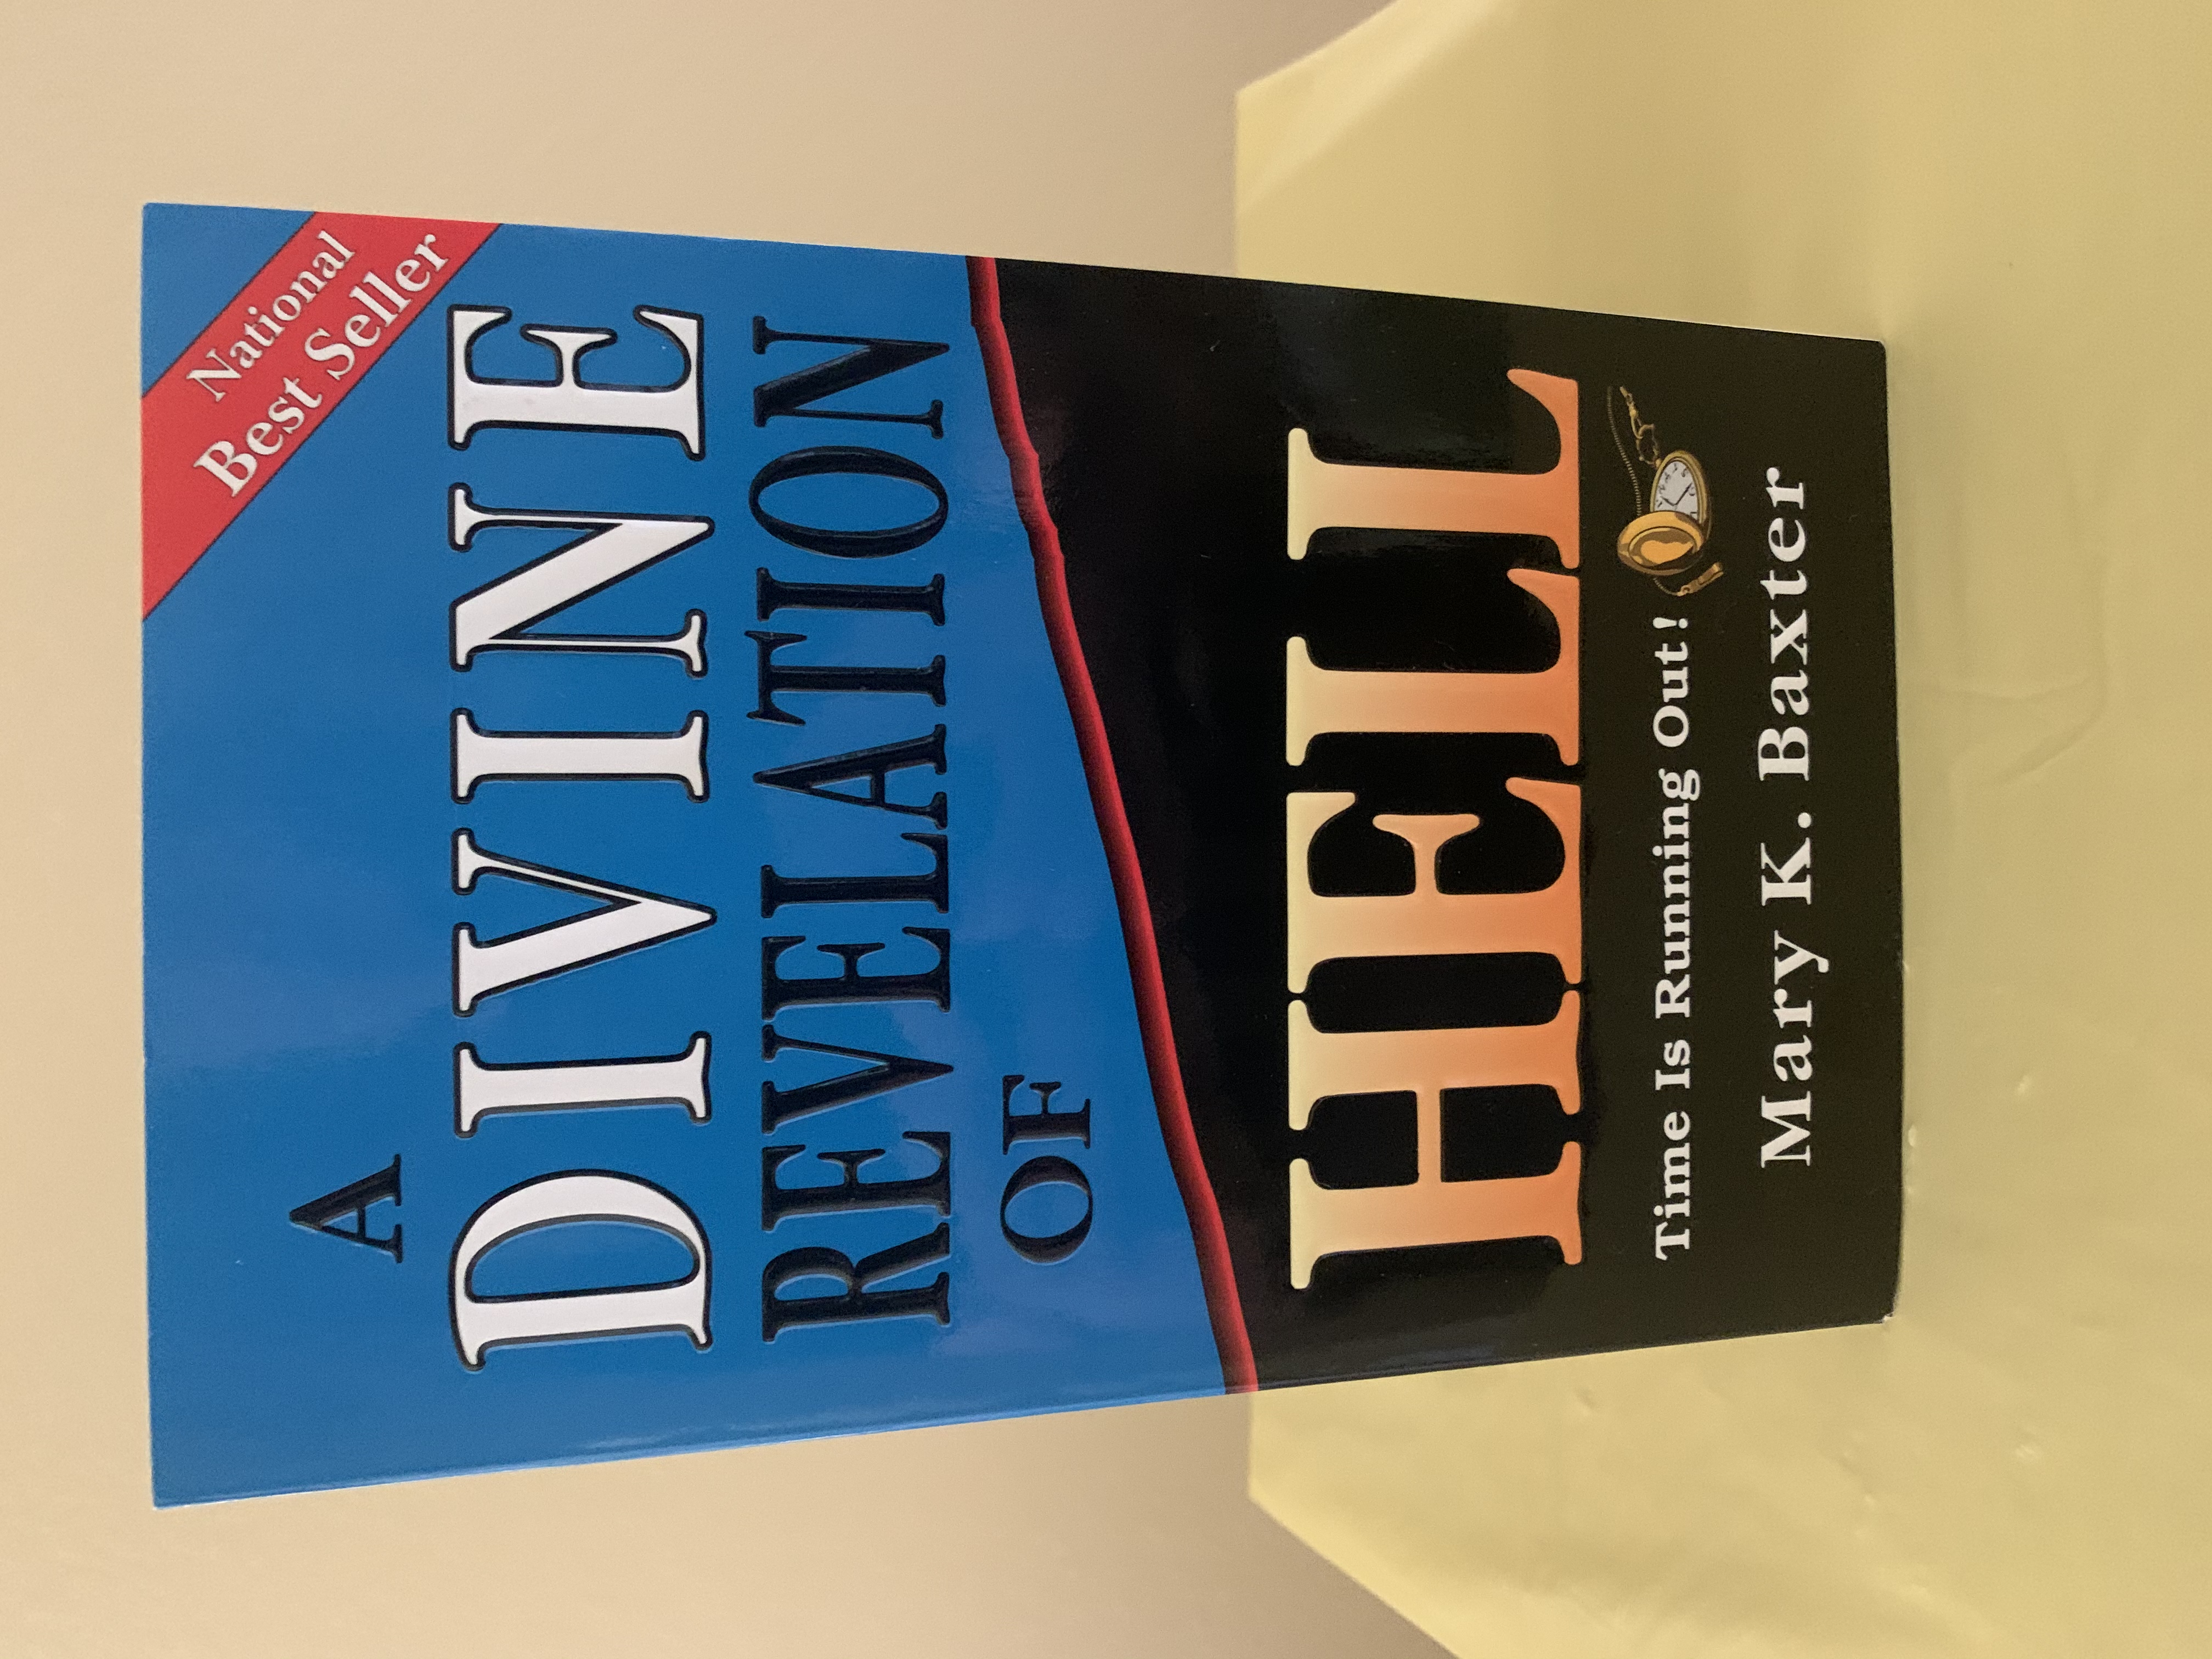 National
Best Seller
A
DIVINE
REVELATION
OF
HELL
Time Is Running Out!
Mary K. Baxter